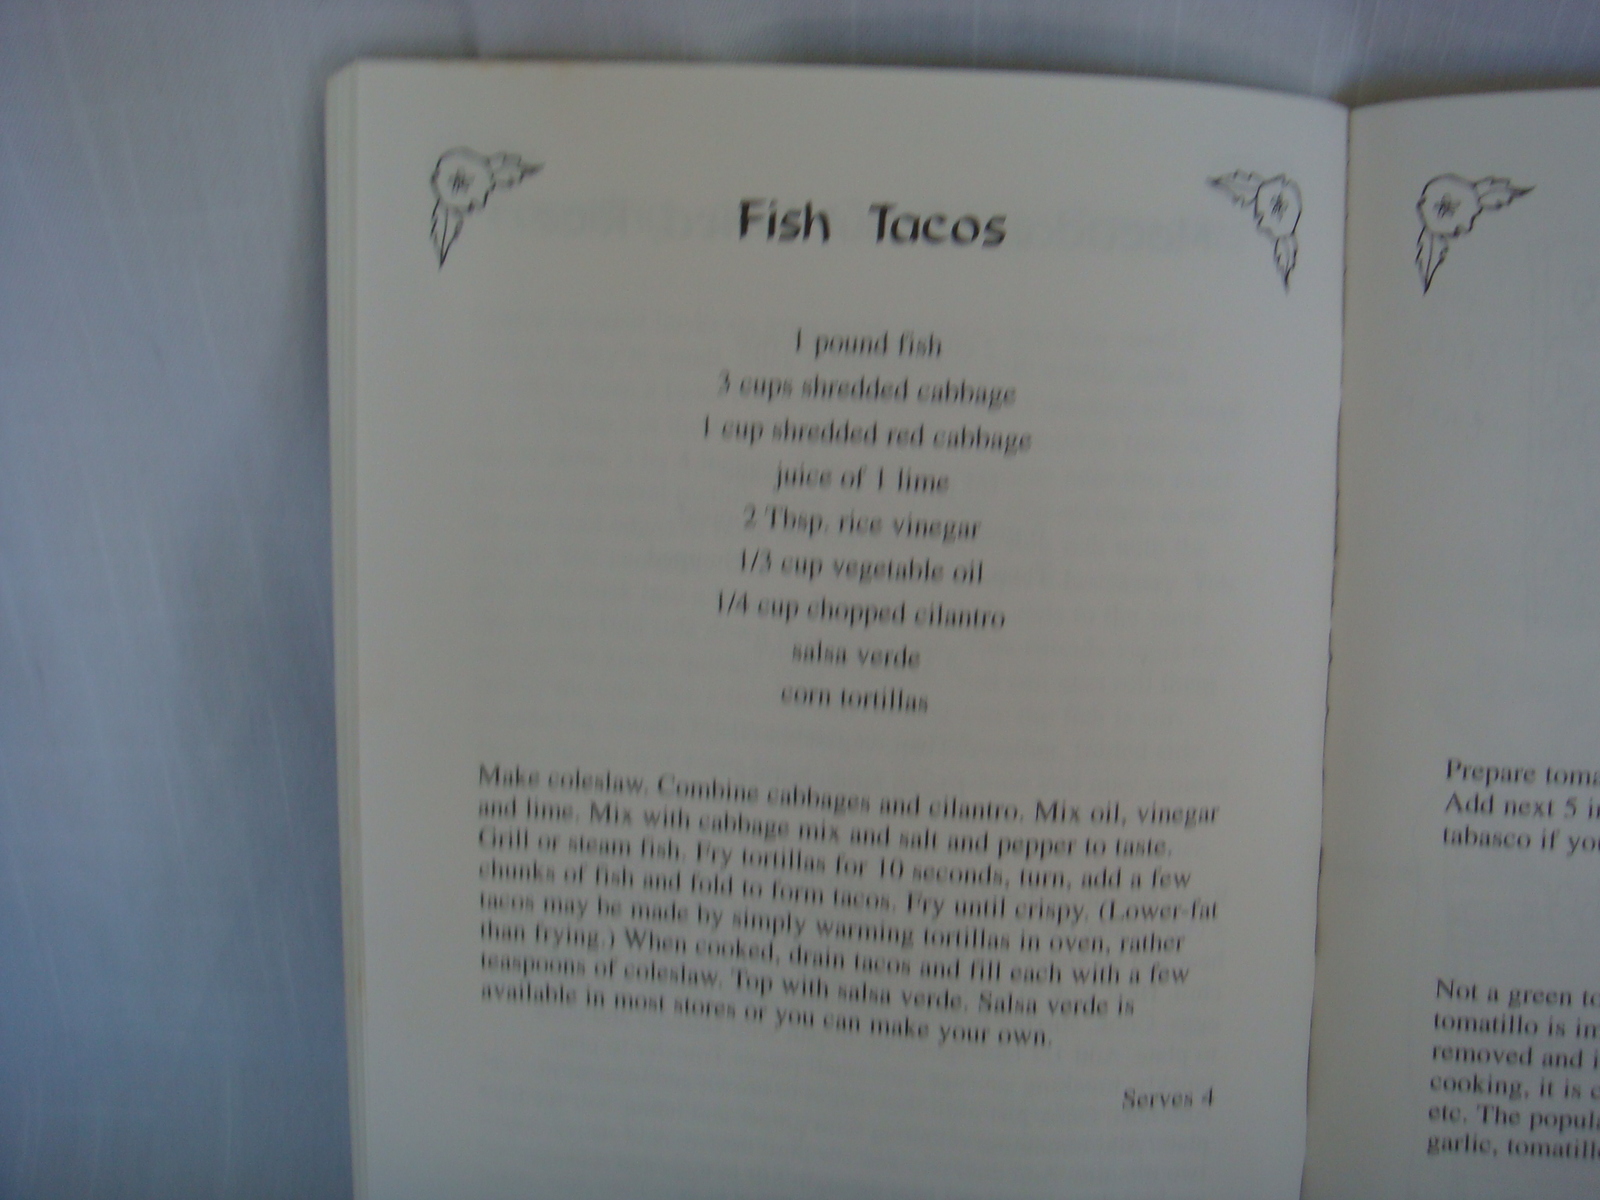 Fish Tacos
1 pound fish
3 cups shredded cabbage
1 cup shredded red cabbage
juice of 1 lime
2 Tbsp. rice vinegar
1/3 cup vegetable oil
1/4 cup chopped cilantro
salsa verde
corn tortillas
Make coleslaw. Combine cabbages and cilantro. Mix oil, vinegar
and lime. Mix with cabbage mix and salt and pepper to taste.
Grill or steam fish. Fry tortillas for 10 seconds, turn, add a few
chunks of fish and fold to form tacos. Fry until crispy. (Lower-fat
tacos may be made by simply warming tortillas in oven, rather
than frying.) When cooked, drain tacos and fill each with a few
teaspoons of coleslaw. Top with salsa verde. Salsa verde is
available in most stores or you can make your own.
Serves 4
Prepare
Add next 5
tabasco if
Not a green
tomatillo is
removed and
cooking, it is
etc. The
garlic,